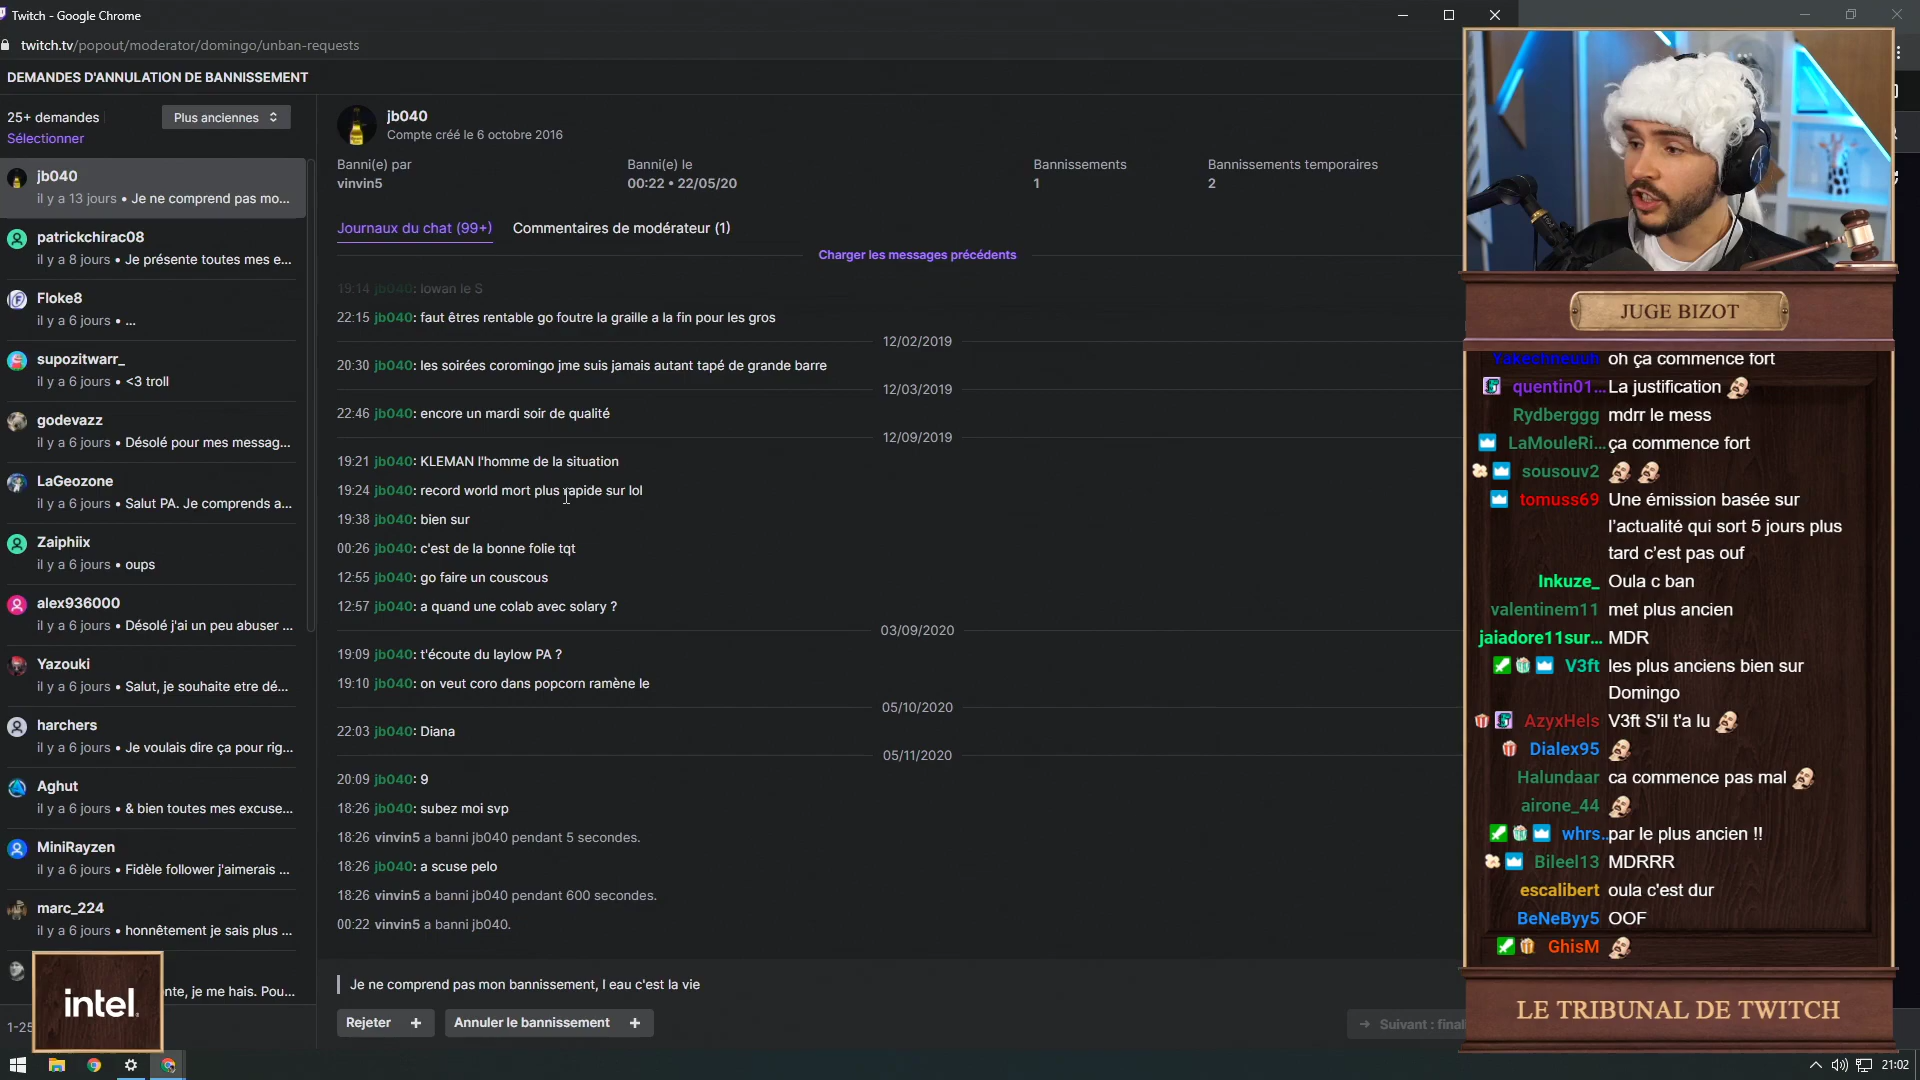 Twitch - Google Chrome
twitch.tv/popout/moderator/domingo/unban-requests
DEMANDES D'ANNULATION DE BANNISSEMENT
25+ demandes
Plus anciennes
Sélectionner
jb040
il y a 13 jours • Je ne comprend pas mo...
patrickchirac08
il y a 8 jours • Je présente toutes mes e...
Floke8
il y a 6 jours • ...
supozitwarr_
il y a 6 jours • <3 troll
godevazz
il y a 6 jours • Désolé pour mes messag...
LaGeozone
il y a 6 jours • Salut PA. Je comprends a...
Zaiphiix
il y a 6 jours • oups
alex936000
il y a 6 jours • Désolé j'ai un peu abuser ...
Yazouki
il y a 6 jours • Salut, je souhaite etre dé...
harchers
il y a 6 jours • Je voulais dire ça pour rig...
Aghut
il y a 6 jours • & bien toutes mes excuse...
MiniRayzen
il y a 6 jours • Fidèle follower j'aimerais ...
marc_224
il y a 6 jours • honnêtement je sais plus ...
nte, je me hais. Pou...
1-25
intel.
jb040
Compte créé le 6 octobre 2016
Banni(e) par
vinvin5
Banni(e) le
00:22 • 22/05/20
Bannissements
1
Bannissements temporaires
2
Journaux du chat (99+)
Commentaires de modérateur (1)
Charger les messages précédents
19:14 jb040: lowan le S
22:15 jb040: faut êtres rentable go foutre la graille a la fin pour les gros
12/02/2019
20:30 jb040: les soirées coromingo jme suis jamais autant tapé de grande barre
12/03/2019
22:46 jb040: encore un mardi soir de qualité
12/09/2019
19:21 jb040: KLEMAN l'homme de la situation
19:24 jb040: record world mort plus rapide sur lol
19:38 jb040: bien sur
00:26 jb040: c'est de la bonne folie tqt
12:55 jb040: go faire un couscous
12:57 jb040: a quand une colab avec solary ?
03/09/2020
19:09 jb040: t'écoute du laylow PA ?
19:10 jb040: on veut coro dans popcorn ramène le
05/10/2020
22:03 jb040: Diana
05/11/2020
20:09 jb040: 9
18:26 jb040: subez moi svp
18:26 vinvin5 a banni jb040 pendant 5 secondes.
18:26 jb040: a scuse pelo
18:26 vinvin5 a banni jb040 pendant 600 secondes.
00:22 vinvin5 a banni jb040.
Je ne comprend pas mon bannissement, l eau c'est la vie
Rejeter +
Annuler le bannissement +
Suivant : final
JUGE BIZOT
Yakechneuuh oh ça commence fort
quentin01... La justification
Rydberggg mdrr le mess
LaMouleRi... ça commence fort
sousouv2
tomuss69 Une émission basée sur
l'actualité qui sort 5 jours plus
tard c'est pas ouf
Inkuze_ Oula c ban
valentinem11 met plus ancien
jaiadore11sur... MDR
V3ft les plus anciens bien sur
Domingo
AzyxHels V3ft S'il t'a lu
Dialex95
Halundaar ca commence pas mal
airone_44
whrs.. par le plus ancien !!
Bileel13 MDRRR
escalibert oula c'est dur
BeNeByy5 OOF
GhisM
LE TRIBUNAL DE TWITCH
21:02